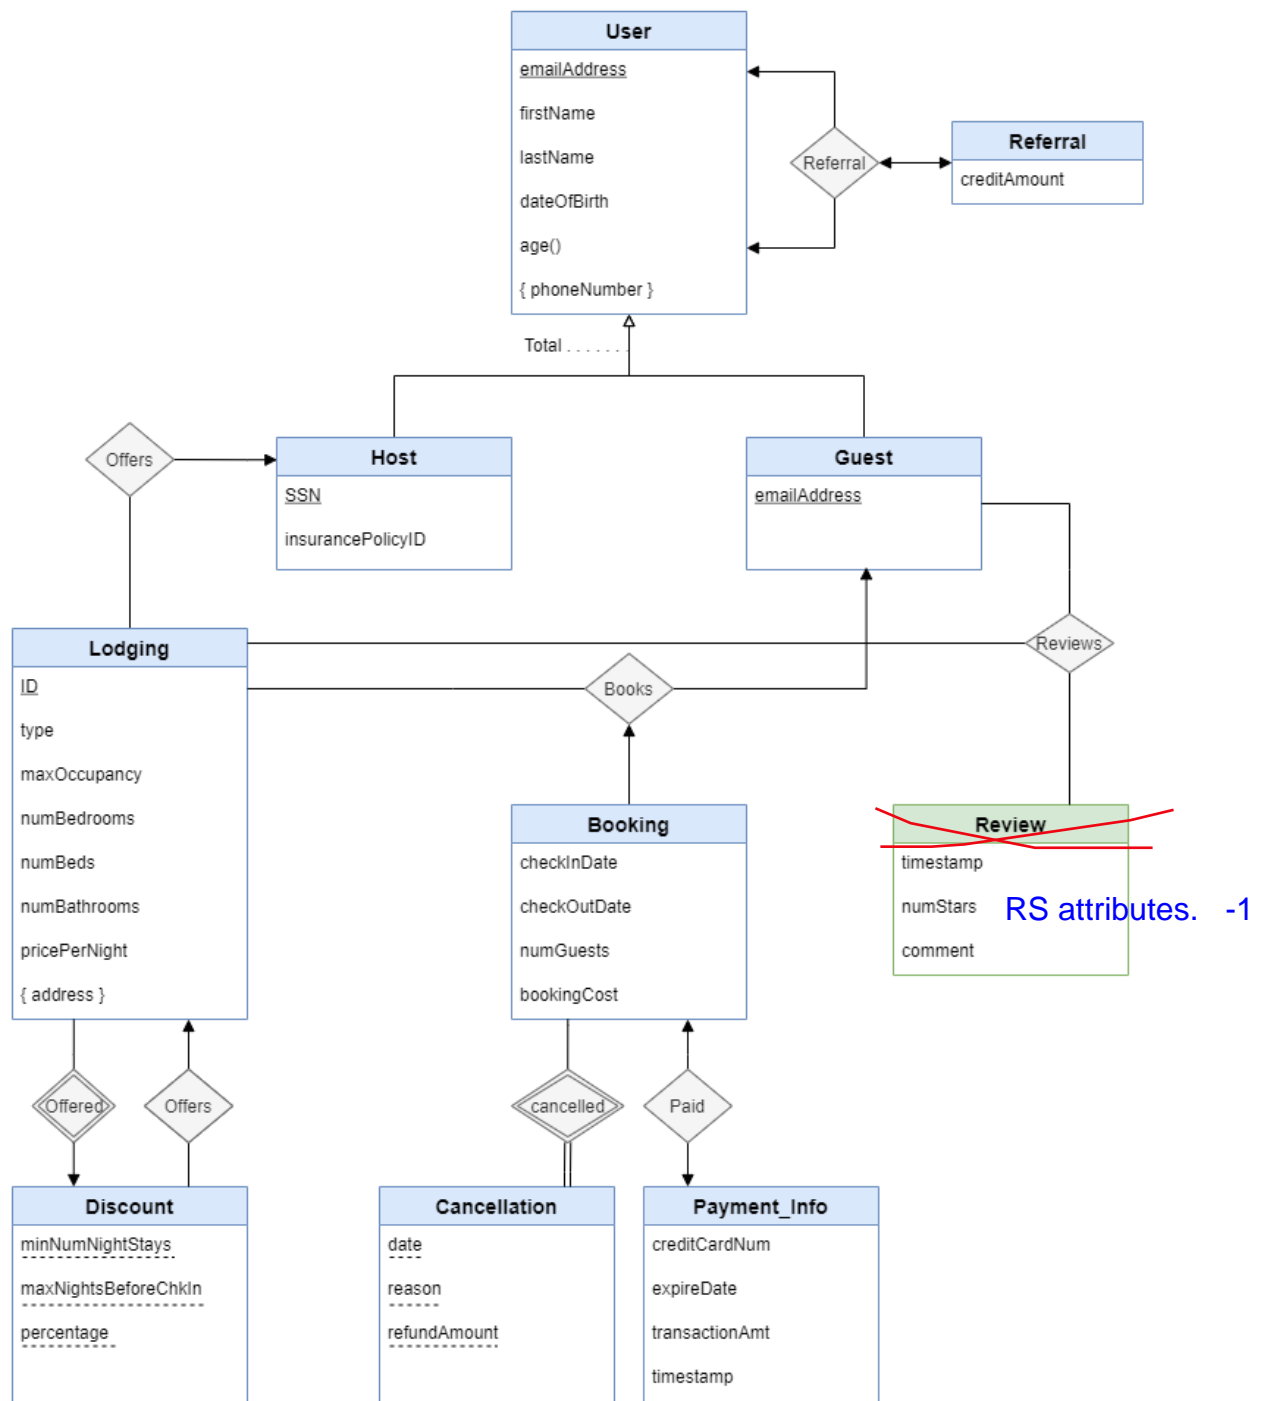 User
emailAddress
firstName
lastName
dateOfBirth
age()
{ phoneNumber }
Referral
Referral
creditAmount
Total . . . . . . .
Offers
Host
SSN
insurancePolicyID
Guest
emailAddress
Lodging
ID
type
maxOccupancy
numBedrooms
numBeds
numBathrooms
pricePerNight
{ address }
Books
Reviews
Booking
checkInDate
checkOutDate
numGuests
bookingCost
Review
timestamp
numStars
comment
RS attributes. -1
Offered
Offers
cancelled
Paid
Discount
minNumNightStays
maxNightsBeforeChkIn
percentage
Cancellation
date
reason
refundAmount
Payment_Info
creditCardNum
expireDate
transactionAmt
timestamp